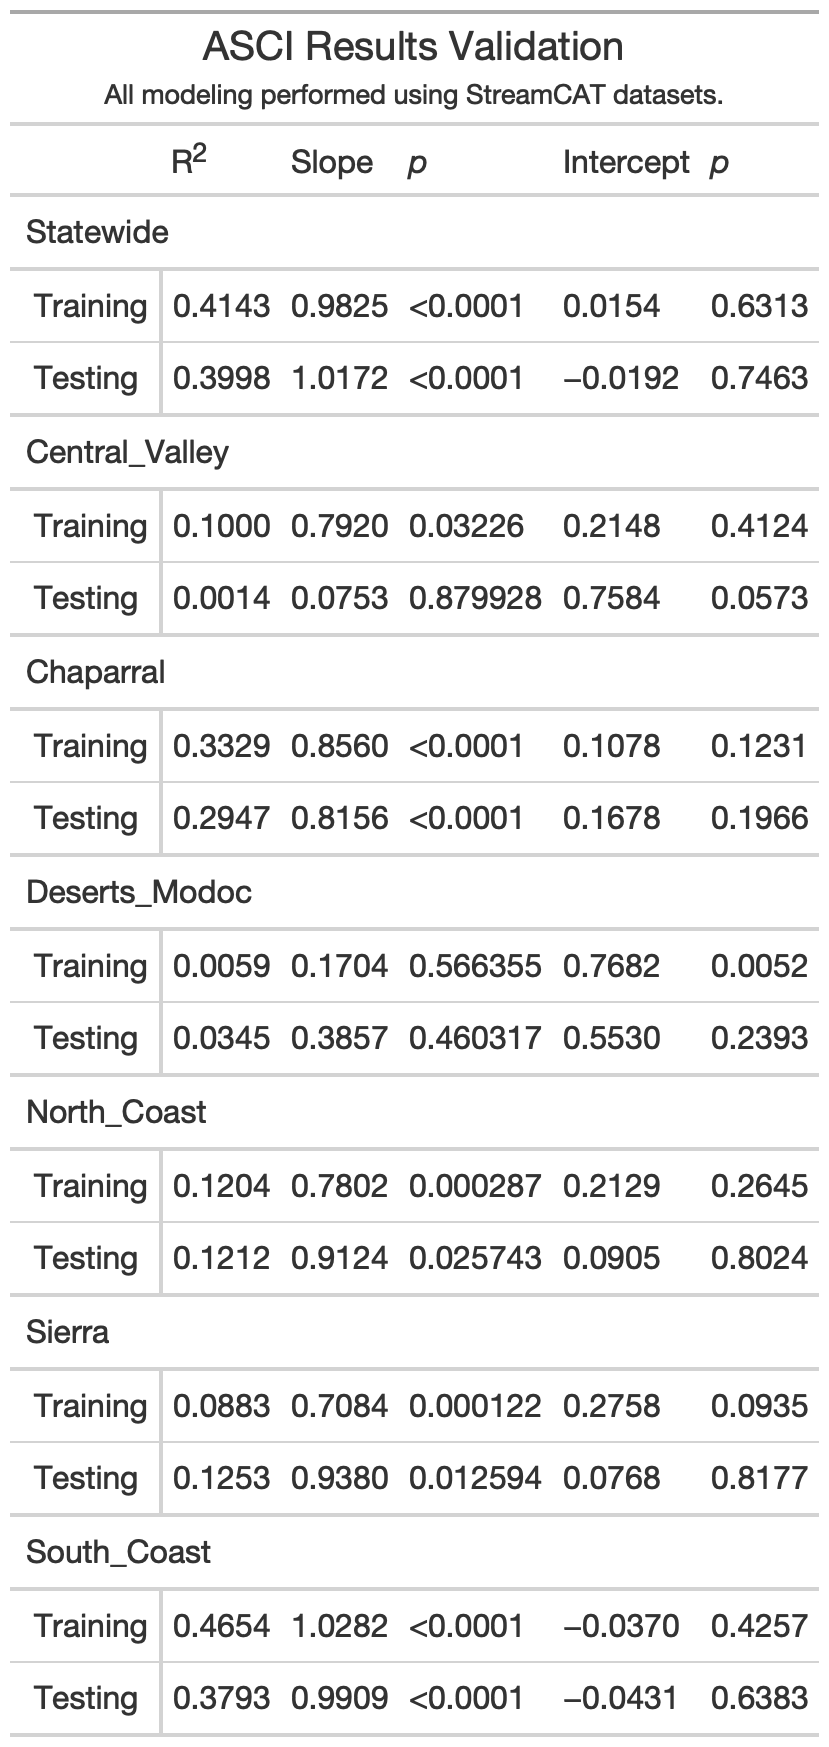 ASCI Results Validation
All modeling performed using StreamCAT datasets.
R2 Slope p Intercept p
Statewide
Training 0.4143 0.9825 <0.0001 0.0154 0.6313
Testing 0.3998 1.0172 <0.0001 −0.0192 0.7463
Central_Valley
Training 0.1000 0.7920 0.03226 0.2148 0.4124
Testing 0.0014 0.0753 0.879928 0.7584 0.0573
Chaparral
Training 0.3329 0.8560 <0.0001 0.1078 0.1231
Testing 0.2947 0.8156 <0.0001 0.1678 0.1966
Deserts_Modoc
Training 0.0059 0.1704 0.566355 0.7682 0.0052
Testing 0.0345 0.3857 0.460317 0.5530 0.2393
North_Coast
Training 0.1204 0.7802 0.000287 0.2129 0.2645
Testing 0.1212 0.9124 0.025743 0.0905 0.8024
Sierra
Training 0.0883 0.7084 0.000122 0.2758 0.0935
Testing 0.1253 0.9380 0.012594 0.0768 0.8177
South_Coast
Training 0.4654 1.0282 <0.0001 −0.0370 0.4257
Testing 0.3793 0.9909 <0.0001 −0.0431 0.6383